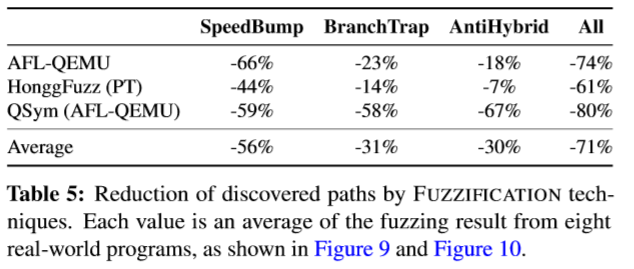 SpeedBump BranchTrap AntiHybrid All
AFL-QEMU -66% -23% -18% -74%
HonggFuzz (PT) -44% -14% -7% -61%
QSym (AFL-QEMU) -59% -58% -67% -80%
Average -56% -31% -30% -71%
Table 5: Reduction of discovered paths by FUZZIFICATION tech-
niques. Each value is an average of the fuzzing result from eight
real-world programs, as shown in Figure 9 and Figure 10.